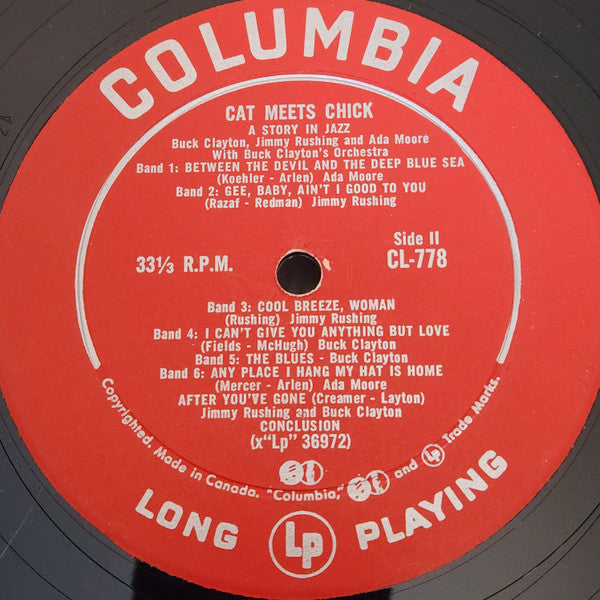 COLUMBIA
CAT MEETS CHICK
A STORY IN JAZZ
Buck Clayton, Jimmy Rushing and Ada Moore
With Buck Clayton's Orchestra
Band 1: BETWEEN THE DEVIL AND THE DEEP BLUE SEA
(Koehler - Arlen) Ada Moore
Band 2: GEE, BABY, AIN'T I GOOD TO YOU
(Razaf - Redman) Jimmy Rushing
33⅓ R.P.M.
Side II
CL-778
Band 3: COOL BREEZE, WOMAN
(Rushing) Jimmy Rushing
Band 4: I CAN'T GIVE YOU ANYTHING BUT LOVE
(Fields - McHugh) Buck Clayton
Band 5: THE BLUES - Buck Clayton
Band 6: ANY PLACE I HANG MY HAT IS HOME
(Mercer - Arlen) Ada Moore
AFTER YOU'VE GONE (Creamer - Layton)
Jimmy Rushing and Buck Clayton
CONCLUSION
(x"Lp" 36972)
Copyrighted. Made in Canada. "Columbia," and Lp Trade Marks.
LONG Lp PLAYING